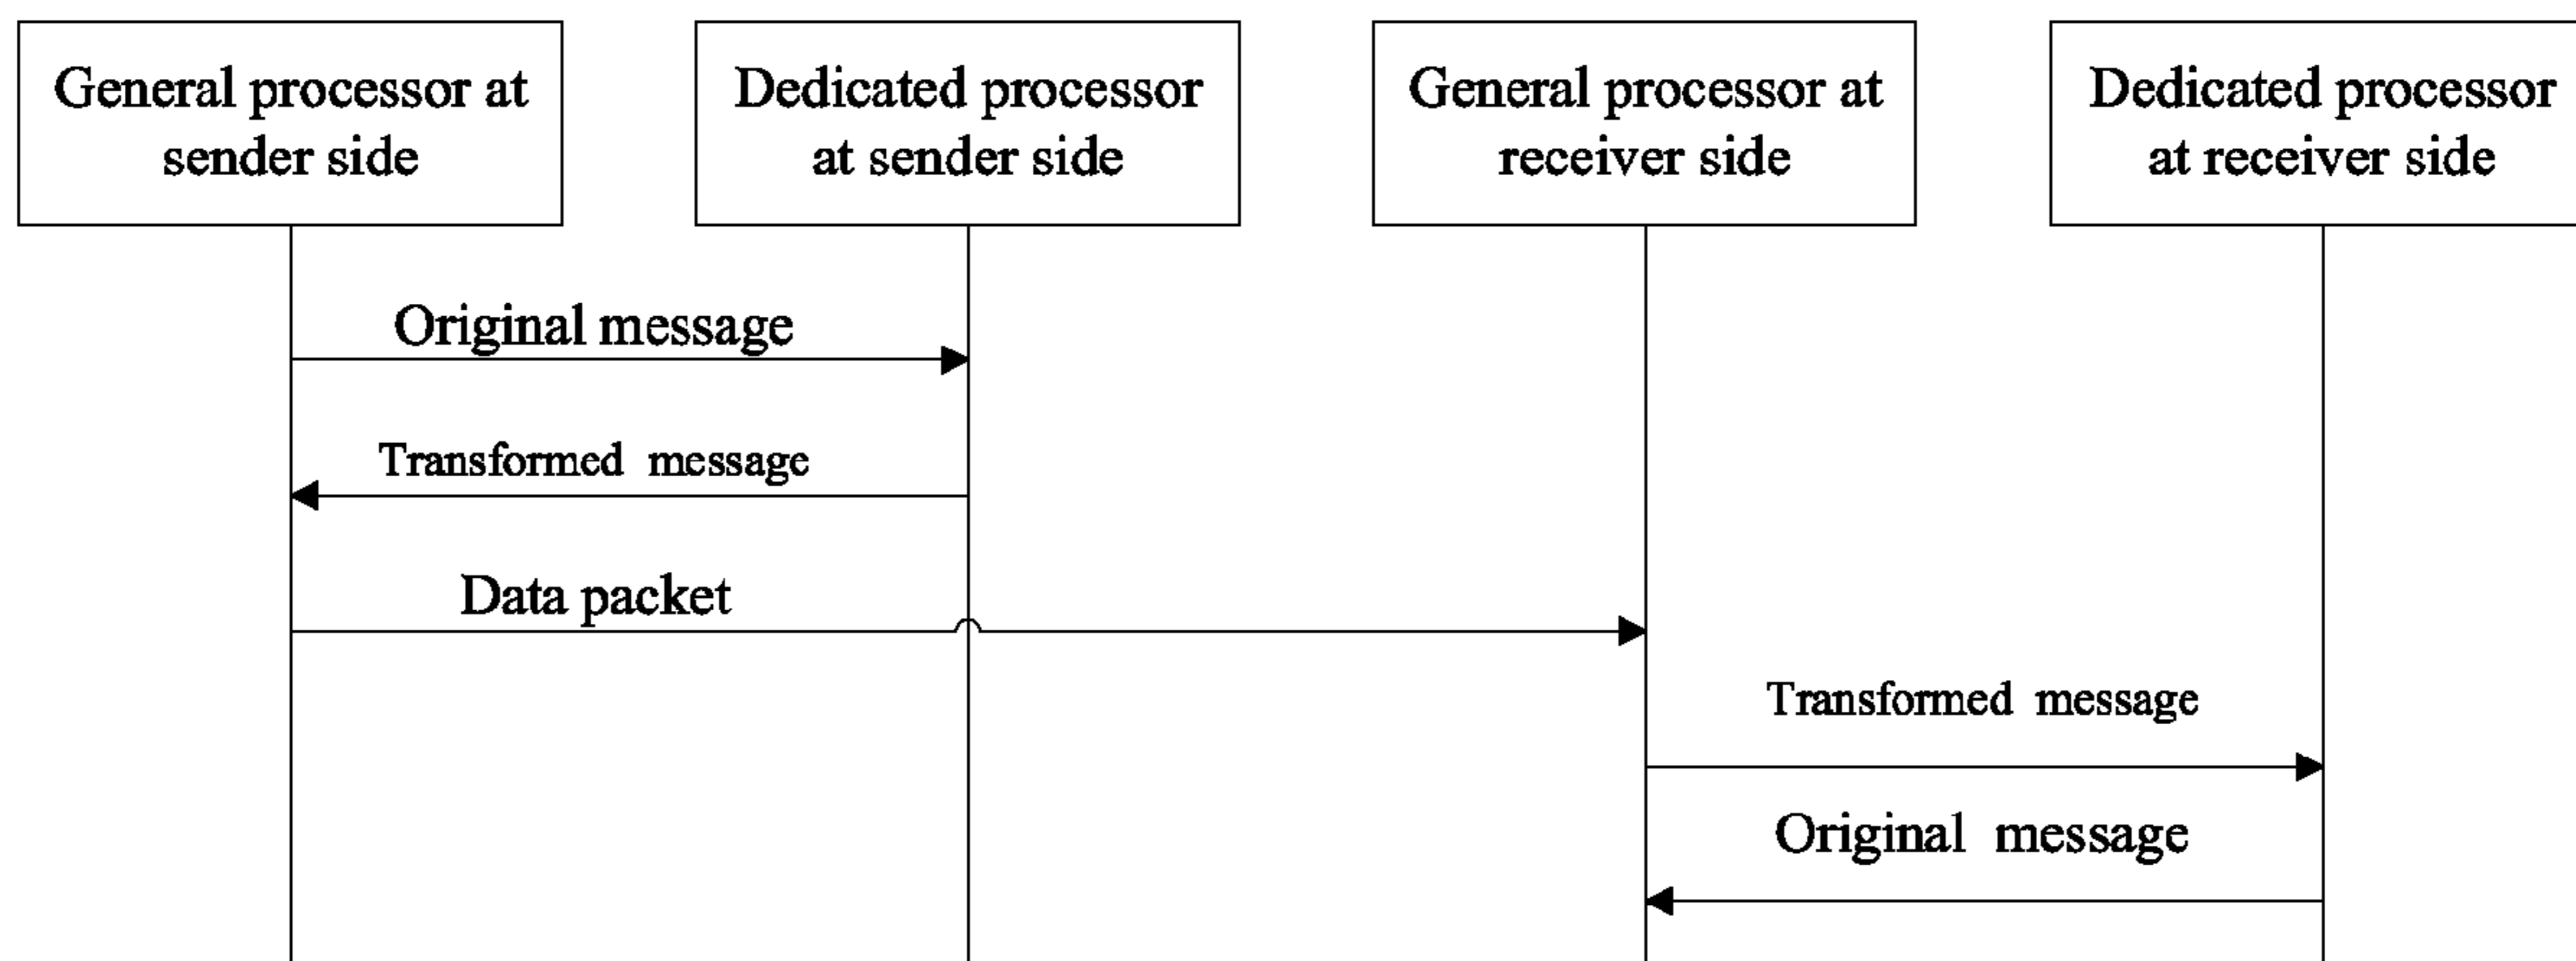 General processor at
sender side
Dedicated processor
at sender side
General processor at
receiver side
Dedicated processor
at receiver side
Original message
Transformed message
Data packet
Transformed message
Original message